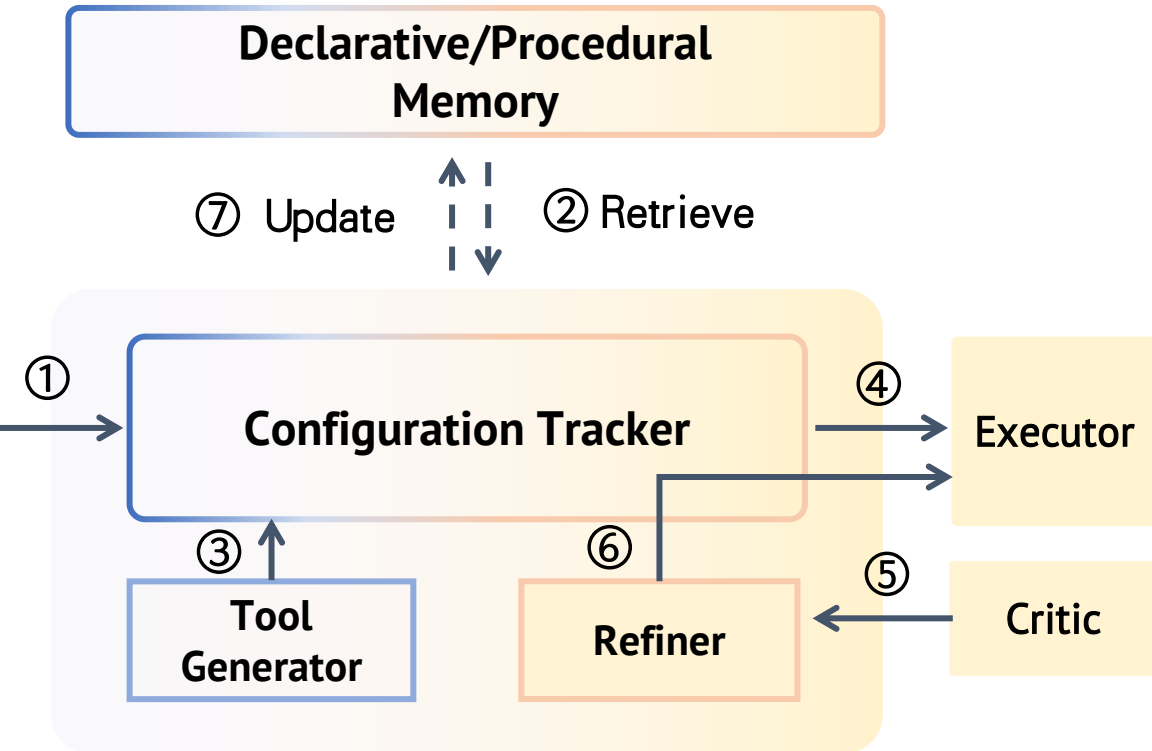 Declarative/Procedural
Memory
⑦ Update
② Retrieve
①
Configuration Tracker
④
Executor
③
⑥
⑤
Tool
Generator
Refiner
Critic